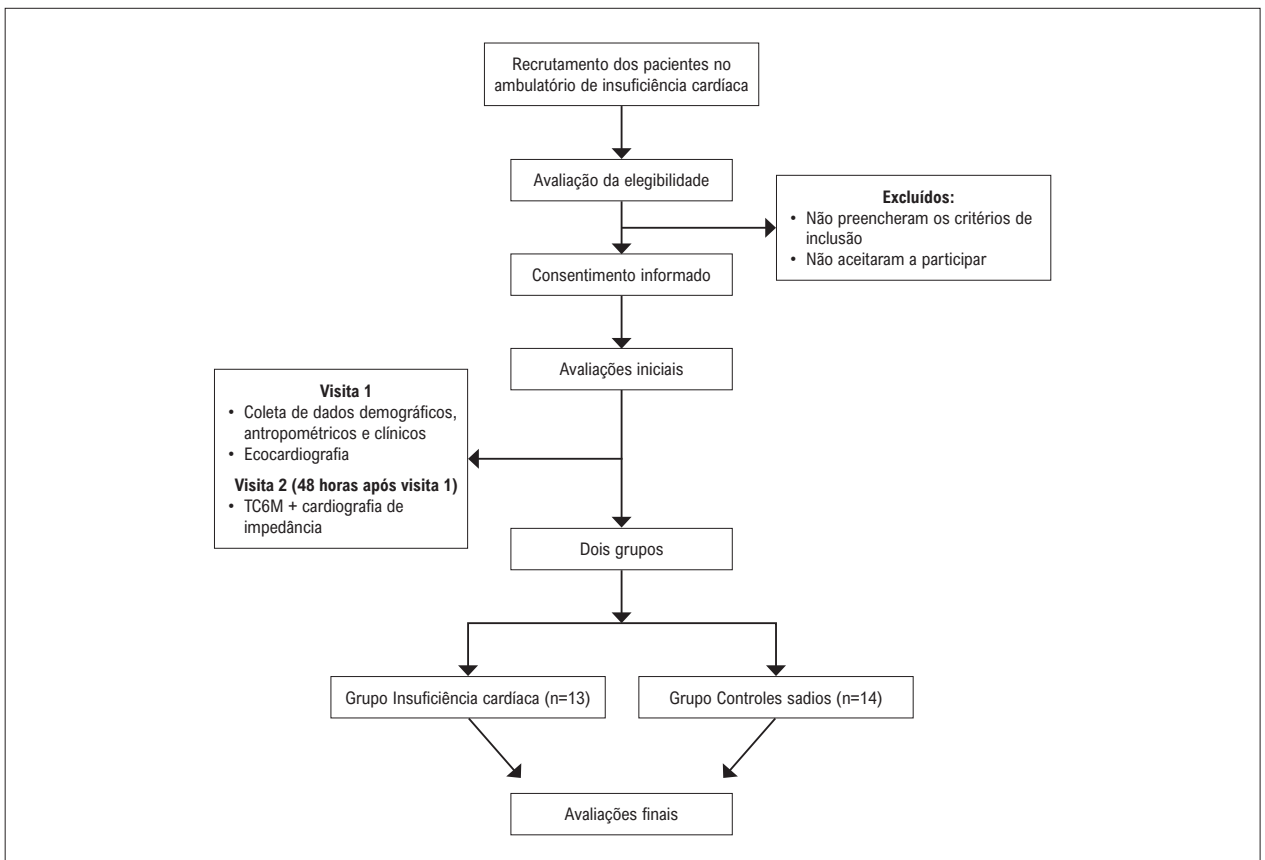 Recrutamento dos pacientes no
ambulatório de insuficiência cardíaca
Avaliação da elegibilidade
Excluídos:
• Não preencheram os critérios de
inclusão
• Não aceitaram a participar
Consentimento informado
Avaliações iniciais
Visita 1
• Coleta de dados demográficos,
antropométricos e clínicos
• Ecocardiografia
Visita 2 (48 horas após visita 1)
• TC6M + cardiografia de
impedância
Dois grupos
Grupo Insuficiência cardíaca (n=13)
Grupo Controles sadios (n=14)
Avaliações finais